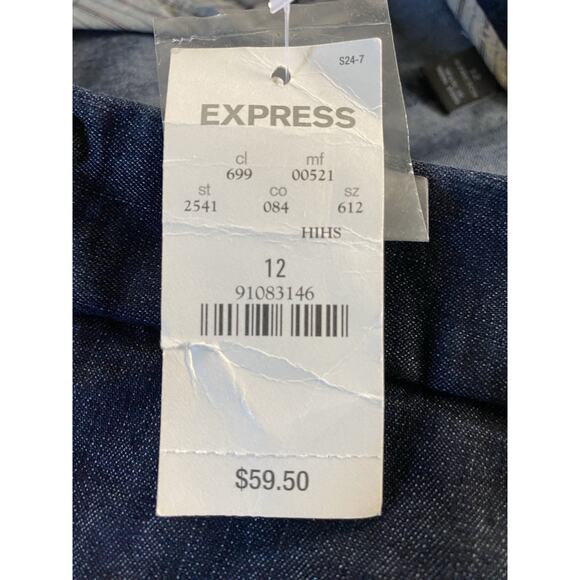 S24-7
EXPRESS
cl mf
699 00521
st co sz
2541 084 612
HIHS
12
91083146
$59.50